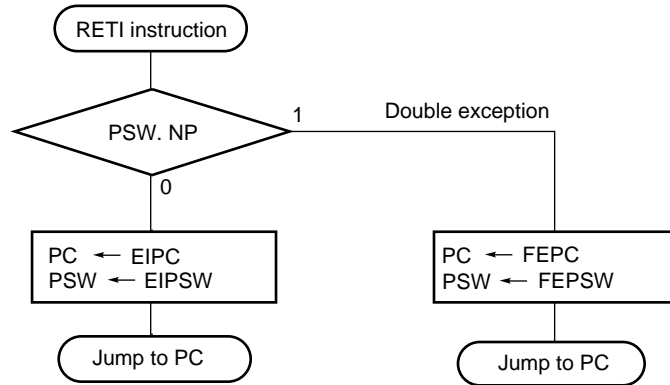 RETI instruction
PSW. NP
1
Double exception
0
PC ← EIPC
PSW ← EIPSW
PC ← FEPC
PSW ← FEPSW
Jump to PC
Jump to PC